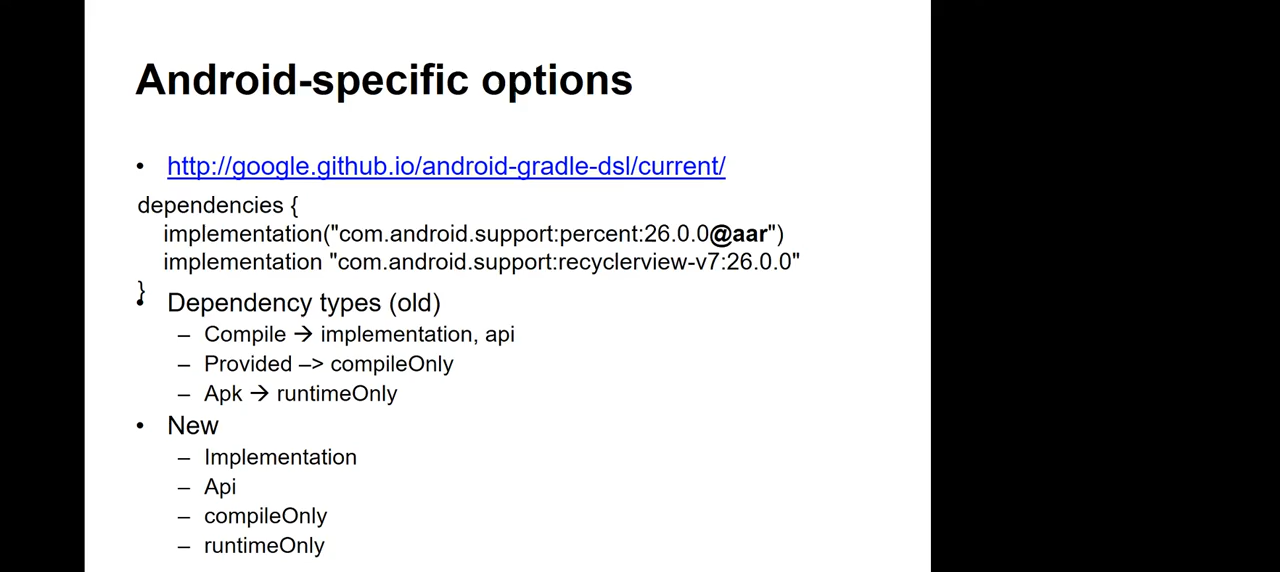 Android-specific options
• http://google.github.io/android-gradle-dsl/current/
dependencies {
implementation("com.android.support:percent:26.0.0@aar")
implementation "com.android.support:recyclerview-v7:26.0.0"
}
• Dependency types (old)
– Compile → implementation, api
– Provided –> compileOnly
– Apk → runtimeOnly
• New
– Implementation
– Api
– compileOnly
– runtimeOnly